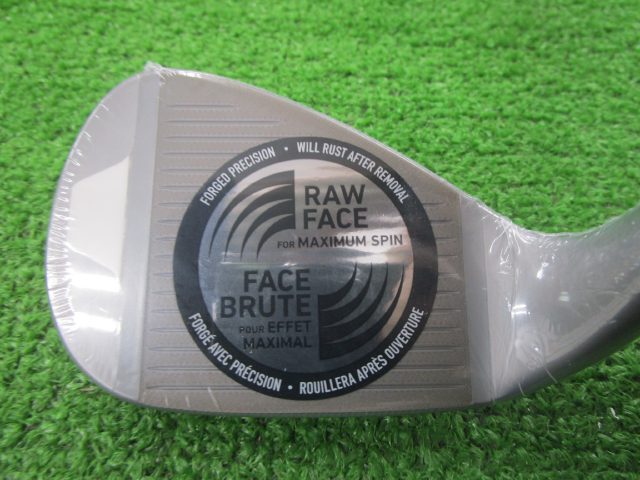 FORGED PRECISION • WILL RUST AFTER REMOVAL
RAW
FACE
FOR MAXIMUM SPIN
FACE
BRUTE
POUR EFFET
MAXIMAL
FORGÉ AVEC PRÉCISION • ROUILLERA APRÈS OUVERTURE